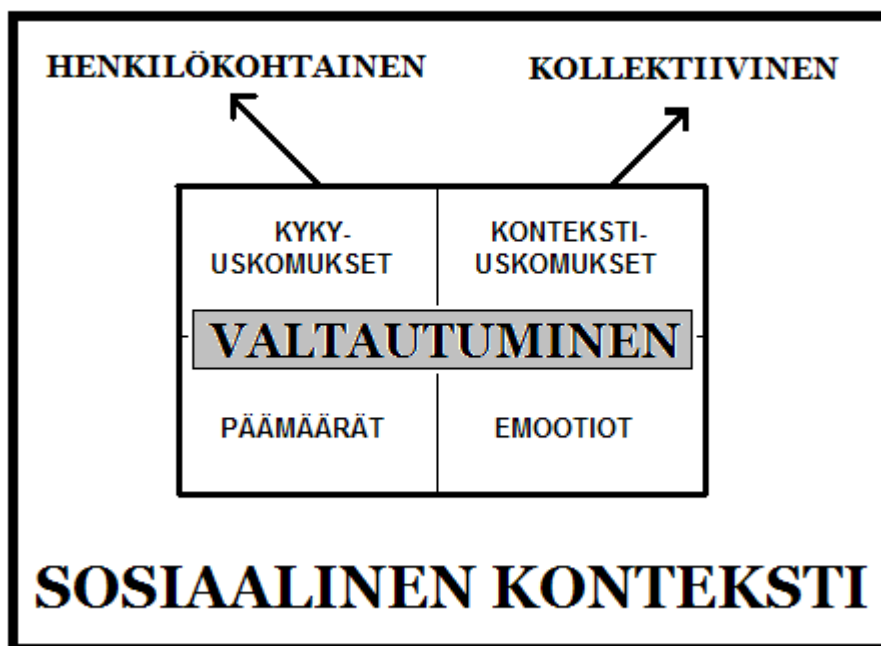 HENKILÖKOHTAINEN
KOLLEKTIIVINEN
KYKY-
USKOMUKSET
KONTEKSTI-
USKOMUKSET
VALTAUTUMINEN
PÄÄMÄÄRÄT
EMOOTIOT
SOSIAALINEN KONTEKSTI